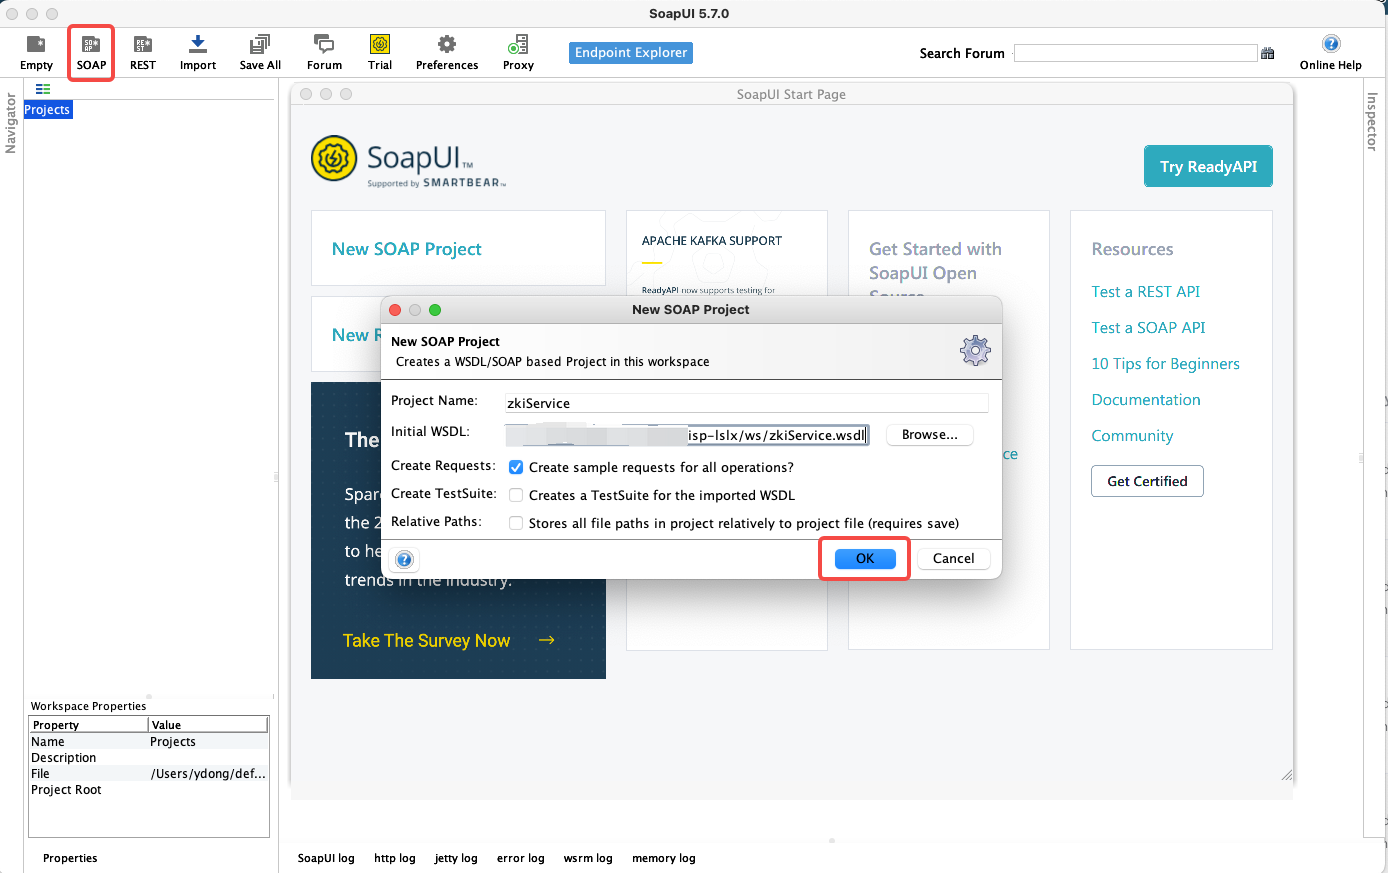 SoapUI 5.7.0
Empty
SOAP
REST
Import
Save All
Forum
Trial
Preferences
Proxy
Endpoint Explorer
Search Forum
Online Help
Navigator
Projects
Inspector
SoapUI Start Page
SoapUI™
Supported by SMARTBEAR™
Try ReadyAPI
New SOAP Project
New R
APACHE KAFKA SUPPORT
ReadyAPI now supports testing for
Get Started with
SoapUI Open
Source
Resources
Test a REST API
Test a SOAP API
10 Tips for Beginners
Documentation
Community
Get Certified
ce
The
Spar
the 2
to he
trends in the industry.
Take The Survey Now →
New SOAP Project
New SOAP Project
Creates a WSDL/SOAP based Project in this workspace
Project Name: zkiService
Initial WSDL: isp-lslx/ws/zkiService.wsdl Browse...
Create Requests: Create sample requests for all operations?
Create TestSuite: Creates a TestSuite for the imported WSDL
Relative Paths: Stores all file paths in project relatively to project file (requires save)
? OK Cancel
Workspace Properties
Property Value
Name Projects
Description
File /Users/ydong/def...
Project Root
Properties
SoapUI log http log jetty log error log wsrm log memory log